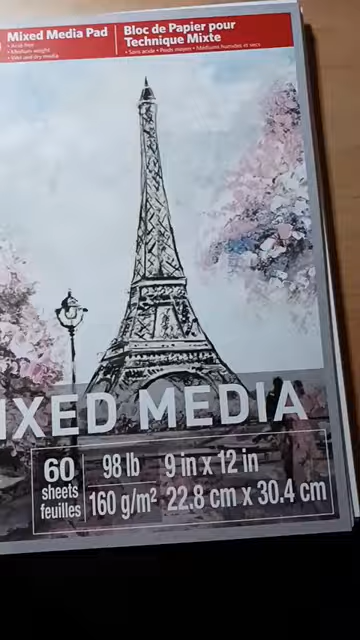 Mixed Media Pad
• Acid-free
• Medium weight
• Wet and dry media
Bloc de Papier pour
Technique Mixte
• Sans acide • Poids moyen • Médiums humides et secs
IXED MEDIA
60
sheets
feuilles
98 lb
160 g/m²
9 in x 12 in
22.8 cm x 30.4 cm